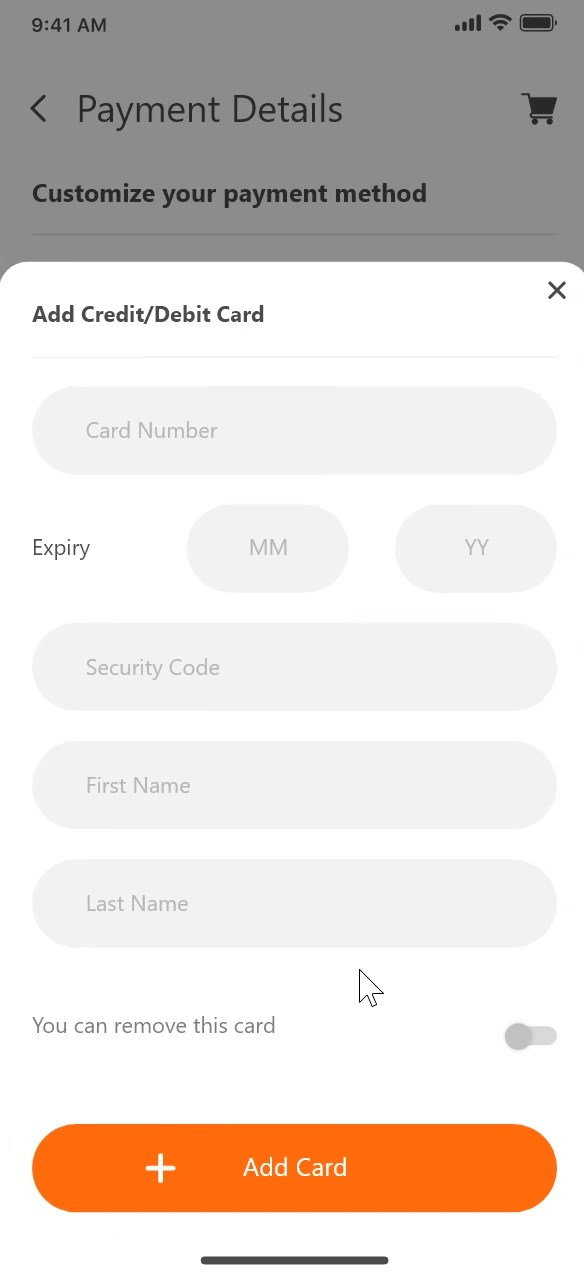 9:41 AM
Payment Details
Customize your payment method
Add Credit/Debit Card
Card Number
Expiry
MM
YY
Security Code
First Name
Last Name
You can remove this card
Add Card